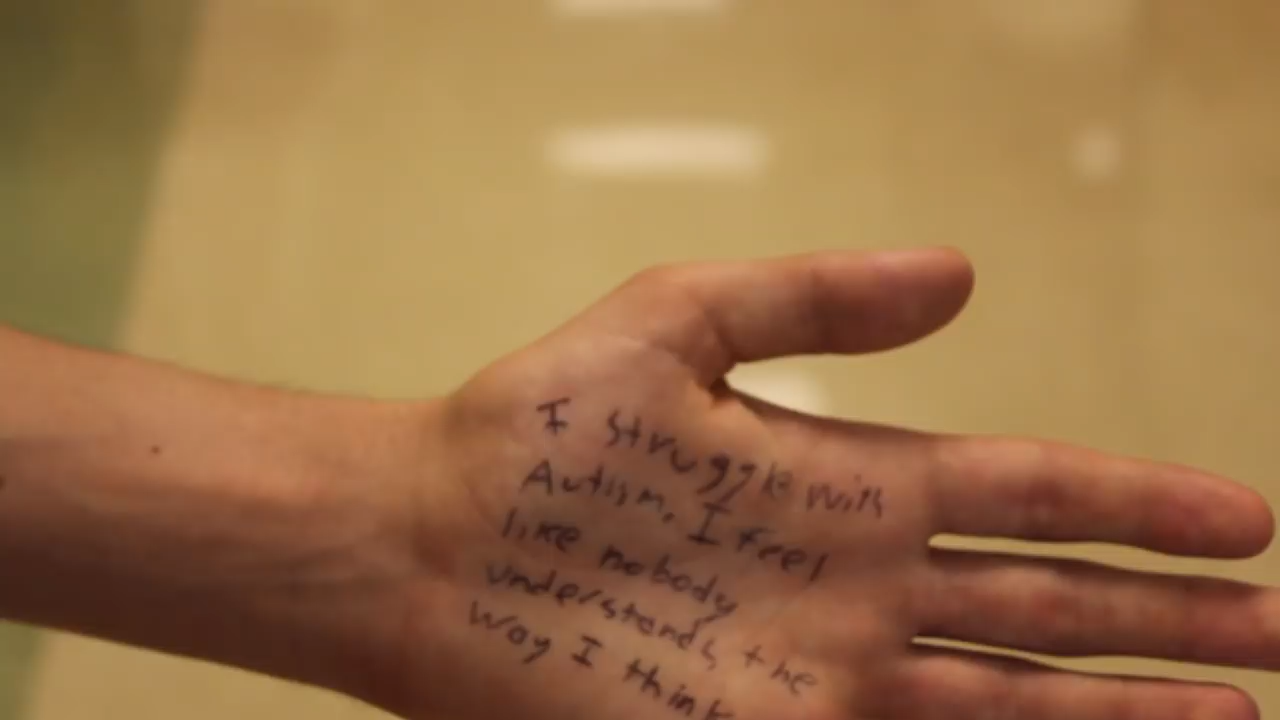 I struggle with
Autism, I feel
like nobody
understands the
way I think